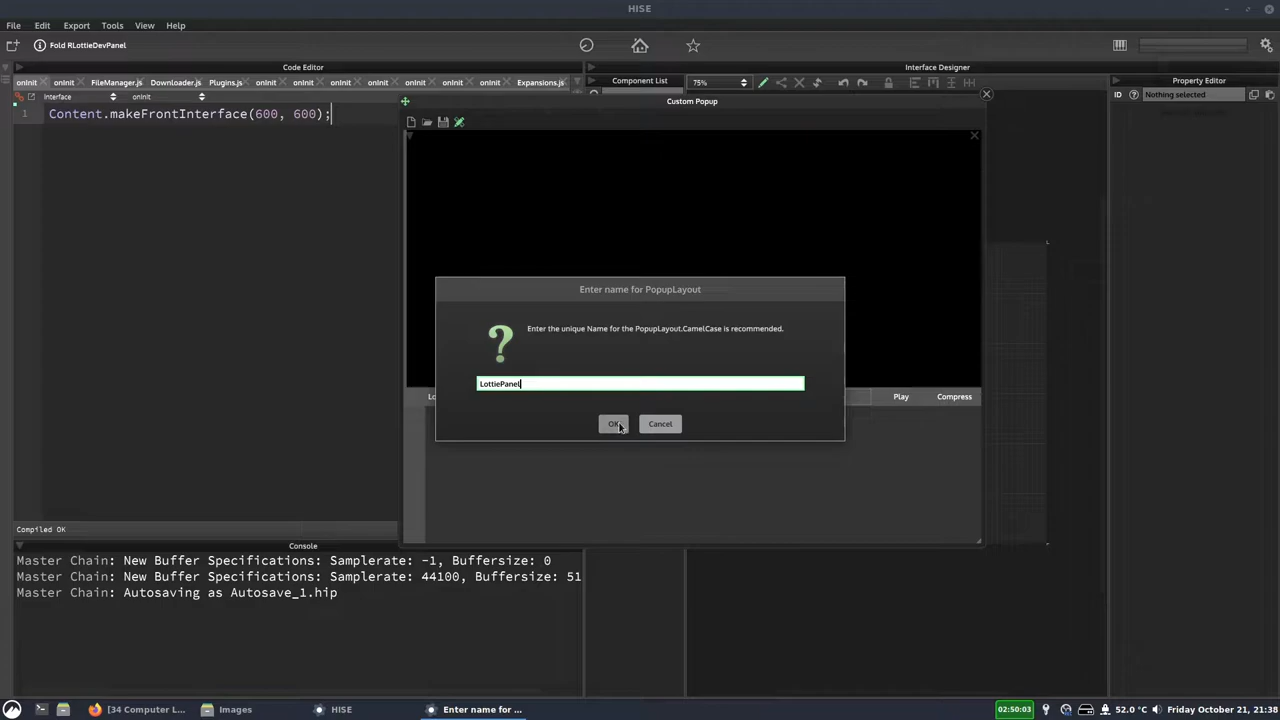 HISE
File Edit Export Tools View Help
Fold RLottieDevPanel
Code Editor
Interface Designer
onInit onInit FileManager.js Downloader.js Plugins.js onInit onInit onInit onInit onInit onInit Expansions.js
Component List
75%
Property Editor
Interface onInit
Custom Popup
ID Nothing selected
1 Content.makeFrontInterface(600, 600);
Enter name for PopupLayout
Enter the unique Name for the PopupLayout.CamelCase is recommended.
?
LottiePanel
Lo
Play Compress
OK Cancel
Compiled OK
Console
Master Chain: New Buffer Specifications: Samplerate: -1, Buffersize: 0
Master Chain: New Buffer Specifications: Samplerate: 44100, Buffersize: 51
Master Chain: Autosaving as Autosave_1.hip
[34 Computer L... Images HISE Enter name for ... 02:50:03 52.0 °C Friday October 21, 21:38